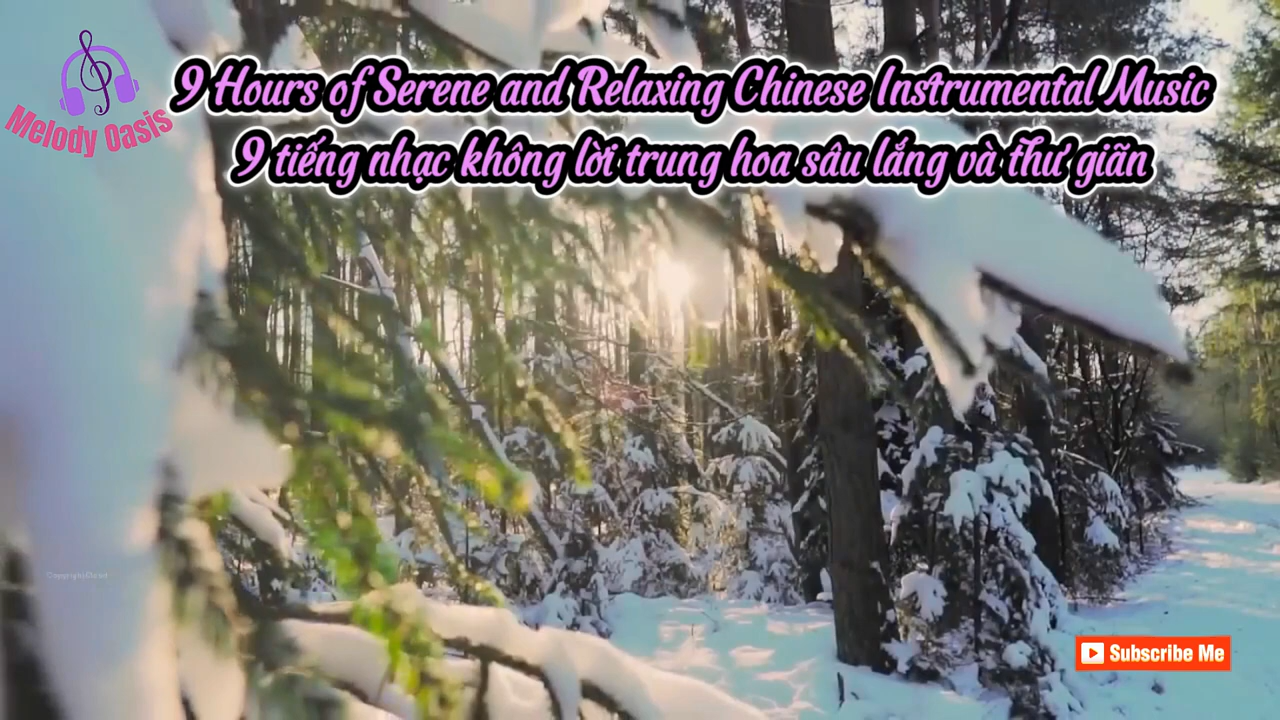 9 Hours of Serene and Relaxing Chinese Instrumental Music
Melody Oasis
9 tiếng nhạc không lời trung hoa sâu lắng và thư giãn
Subscribe Me